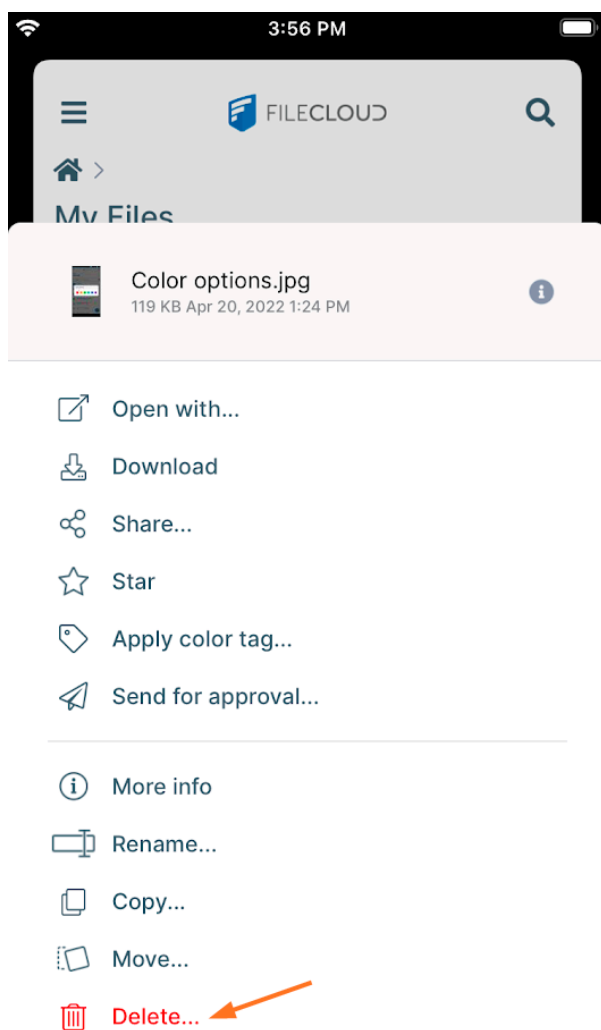 3:56 PM
FILECLOUD
My Files
Color options.jpg
119 KB Apr 20, 2022 1:24 PM
Open with...
Download
Share...
Star
Apply color tag...
Send for approval...
More info
Rename...
Copy...
Move...
Delete...